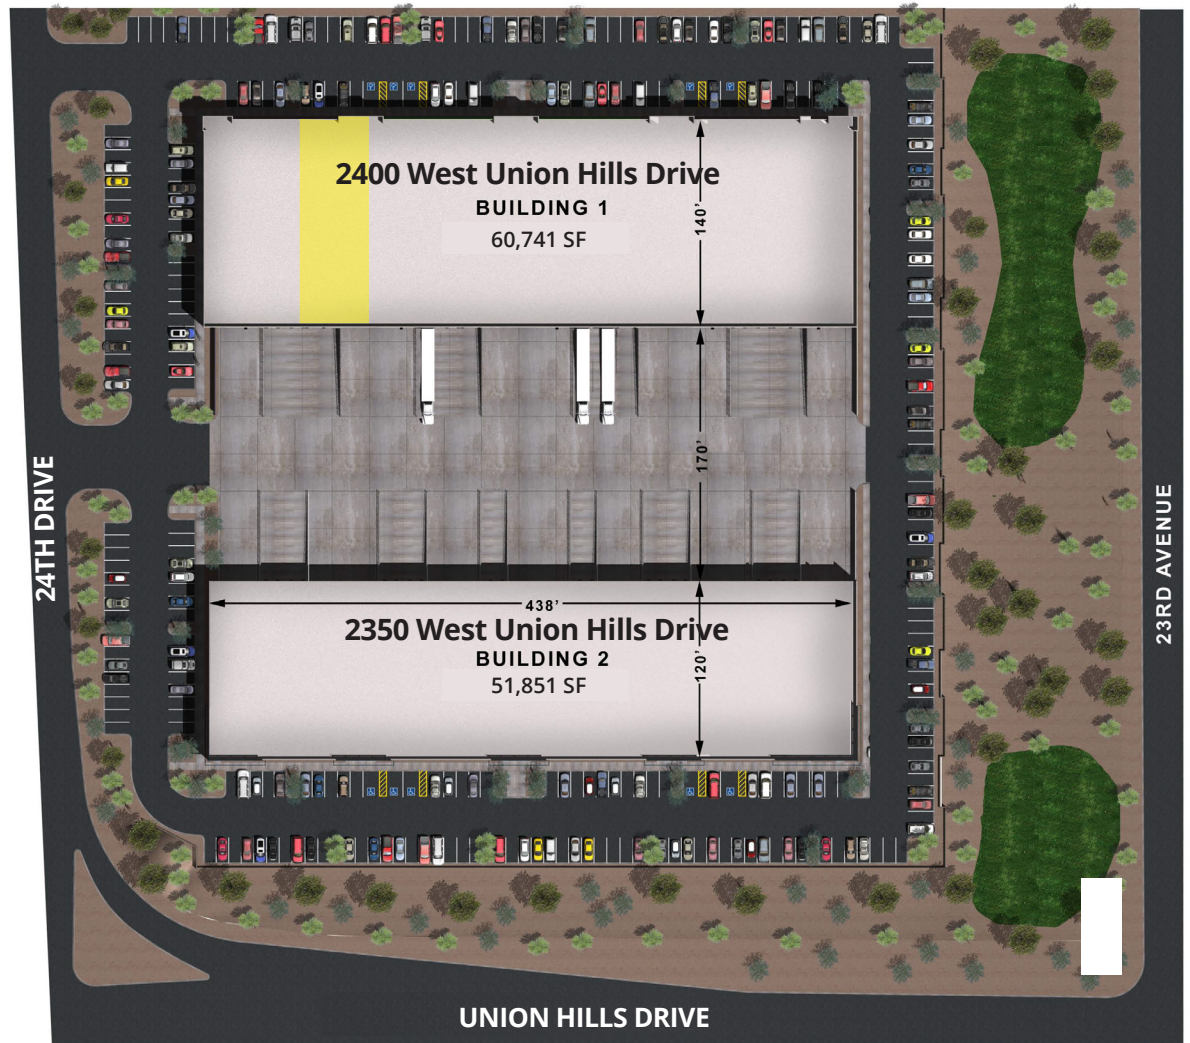 2400 West Union Hills Drive
BUILDING 1
60,741 SF
140'
170'
24TH DRIVE
23RD AVENUE
438'
2350 West Union Hills Drive
BUILDING 2
51,851 SF
120'
UNION HILLS DRIVE